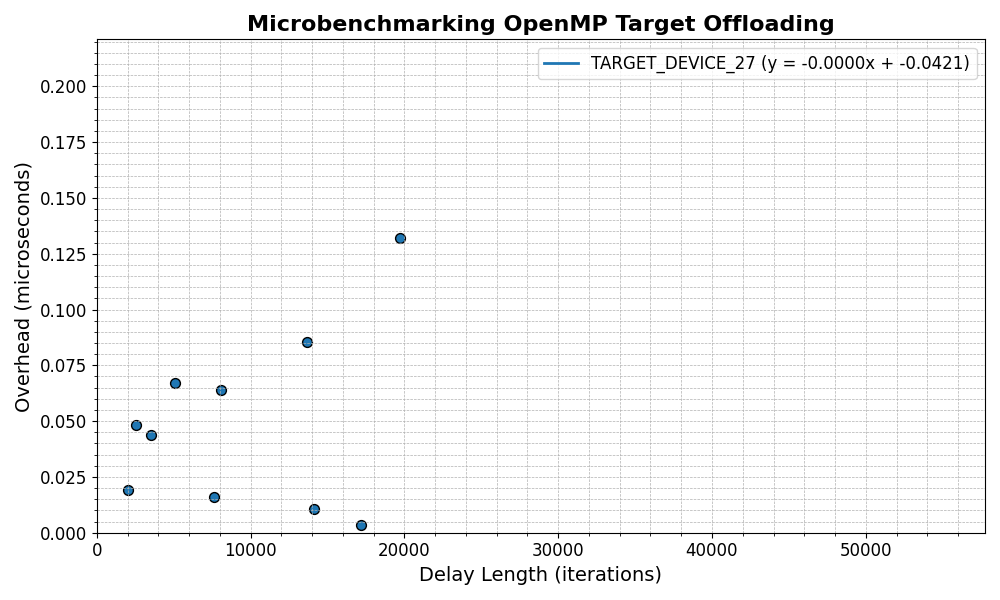 Microbenchmarking OpenMP Target Offloading
TARGET_DEVICE_27 (y = -0.0000x + -0.0421)
Overhead (microseconds)
0.200
0.175
0.150
0.125
0.100
0.075
0.050
0.025
0.000
0 10000 20000 30000 40000 50000
Delay Length (iterations)